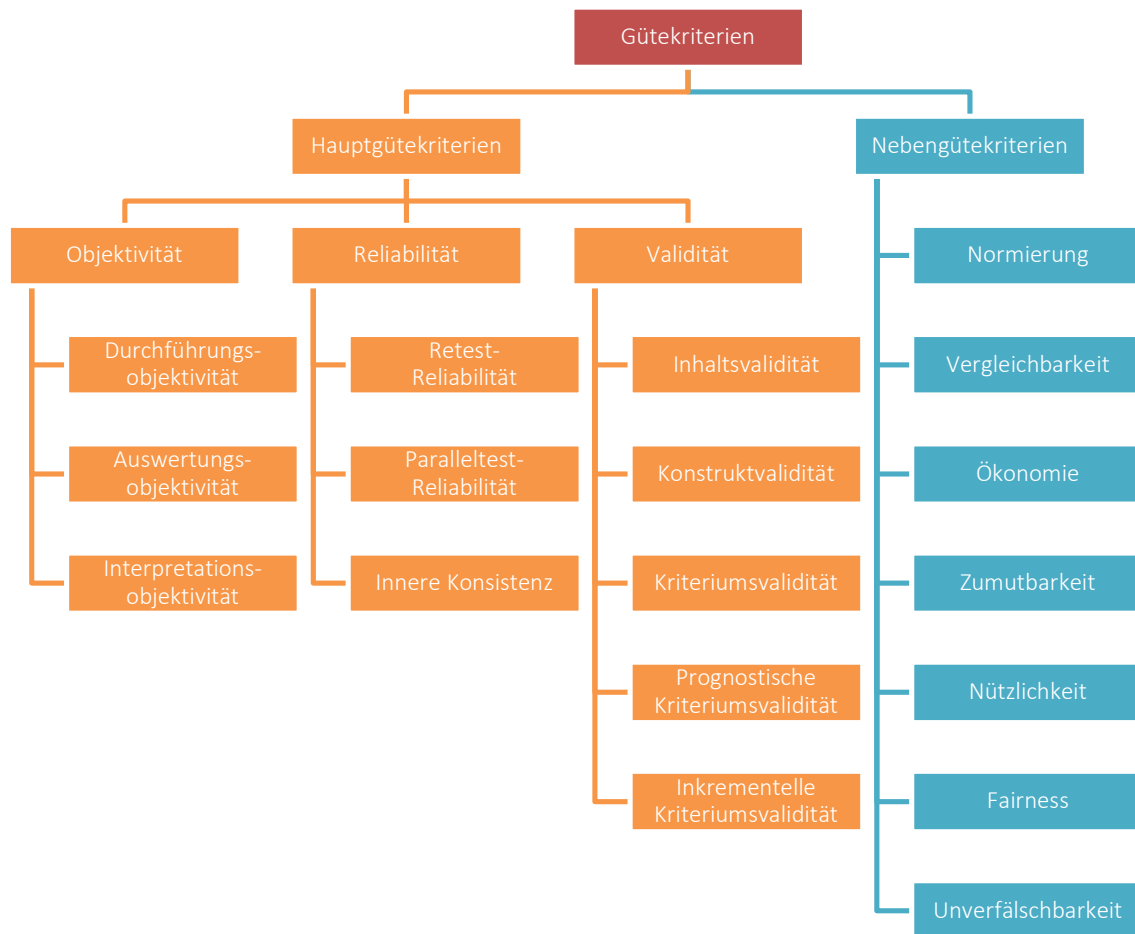 Gütekriterien
Hauptgütekriterien
Nebengütekriterien
Objektivität
Reliabilität
Validität
Normierung
Durchführungs-
objektivität
Retest-
Reliabilität
Inhaltsvalidität
Vergleichbarkeit
Auswertungs-
objektivität
Paralleltest-
Reliabilität
Konstruktvalidität
Ökonomie
Interpretations-
objektivität
Innere Konsistenz
Kriteriumsvalidität
Zumutbarkeit
Prognostische
Kriteriumsvalidität
Nützlichkeit
Inkrementelle
Kriteriumsvalidität
Fairness
Unverfälschbarkeit